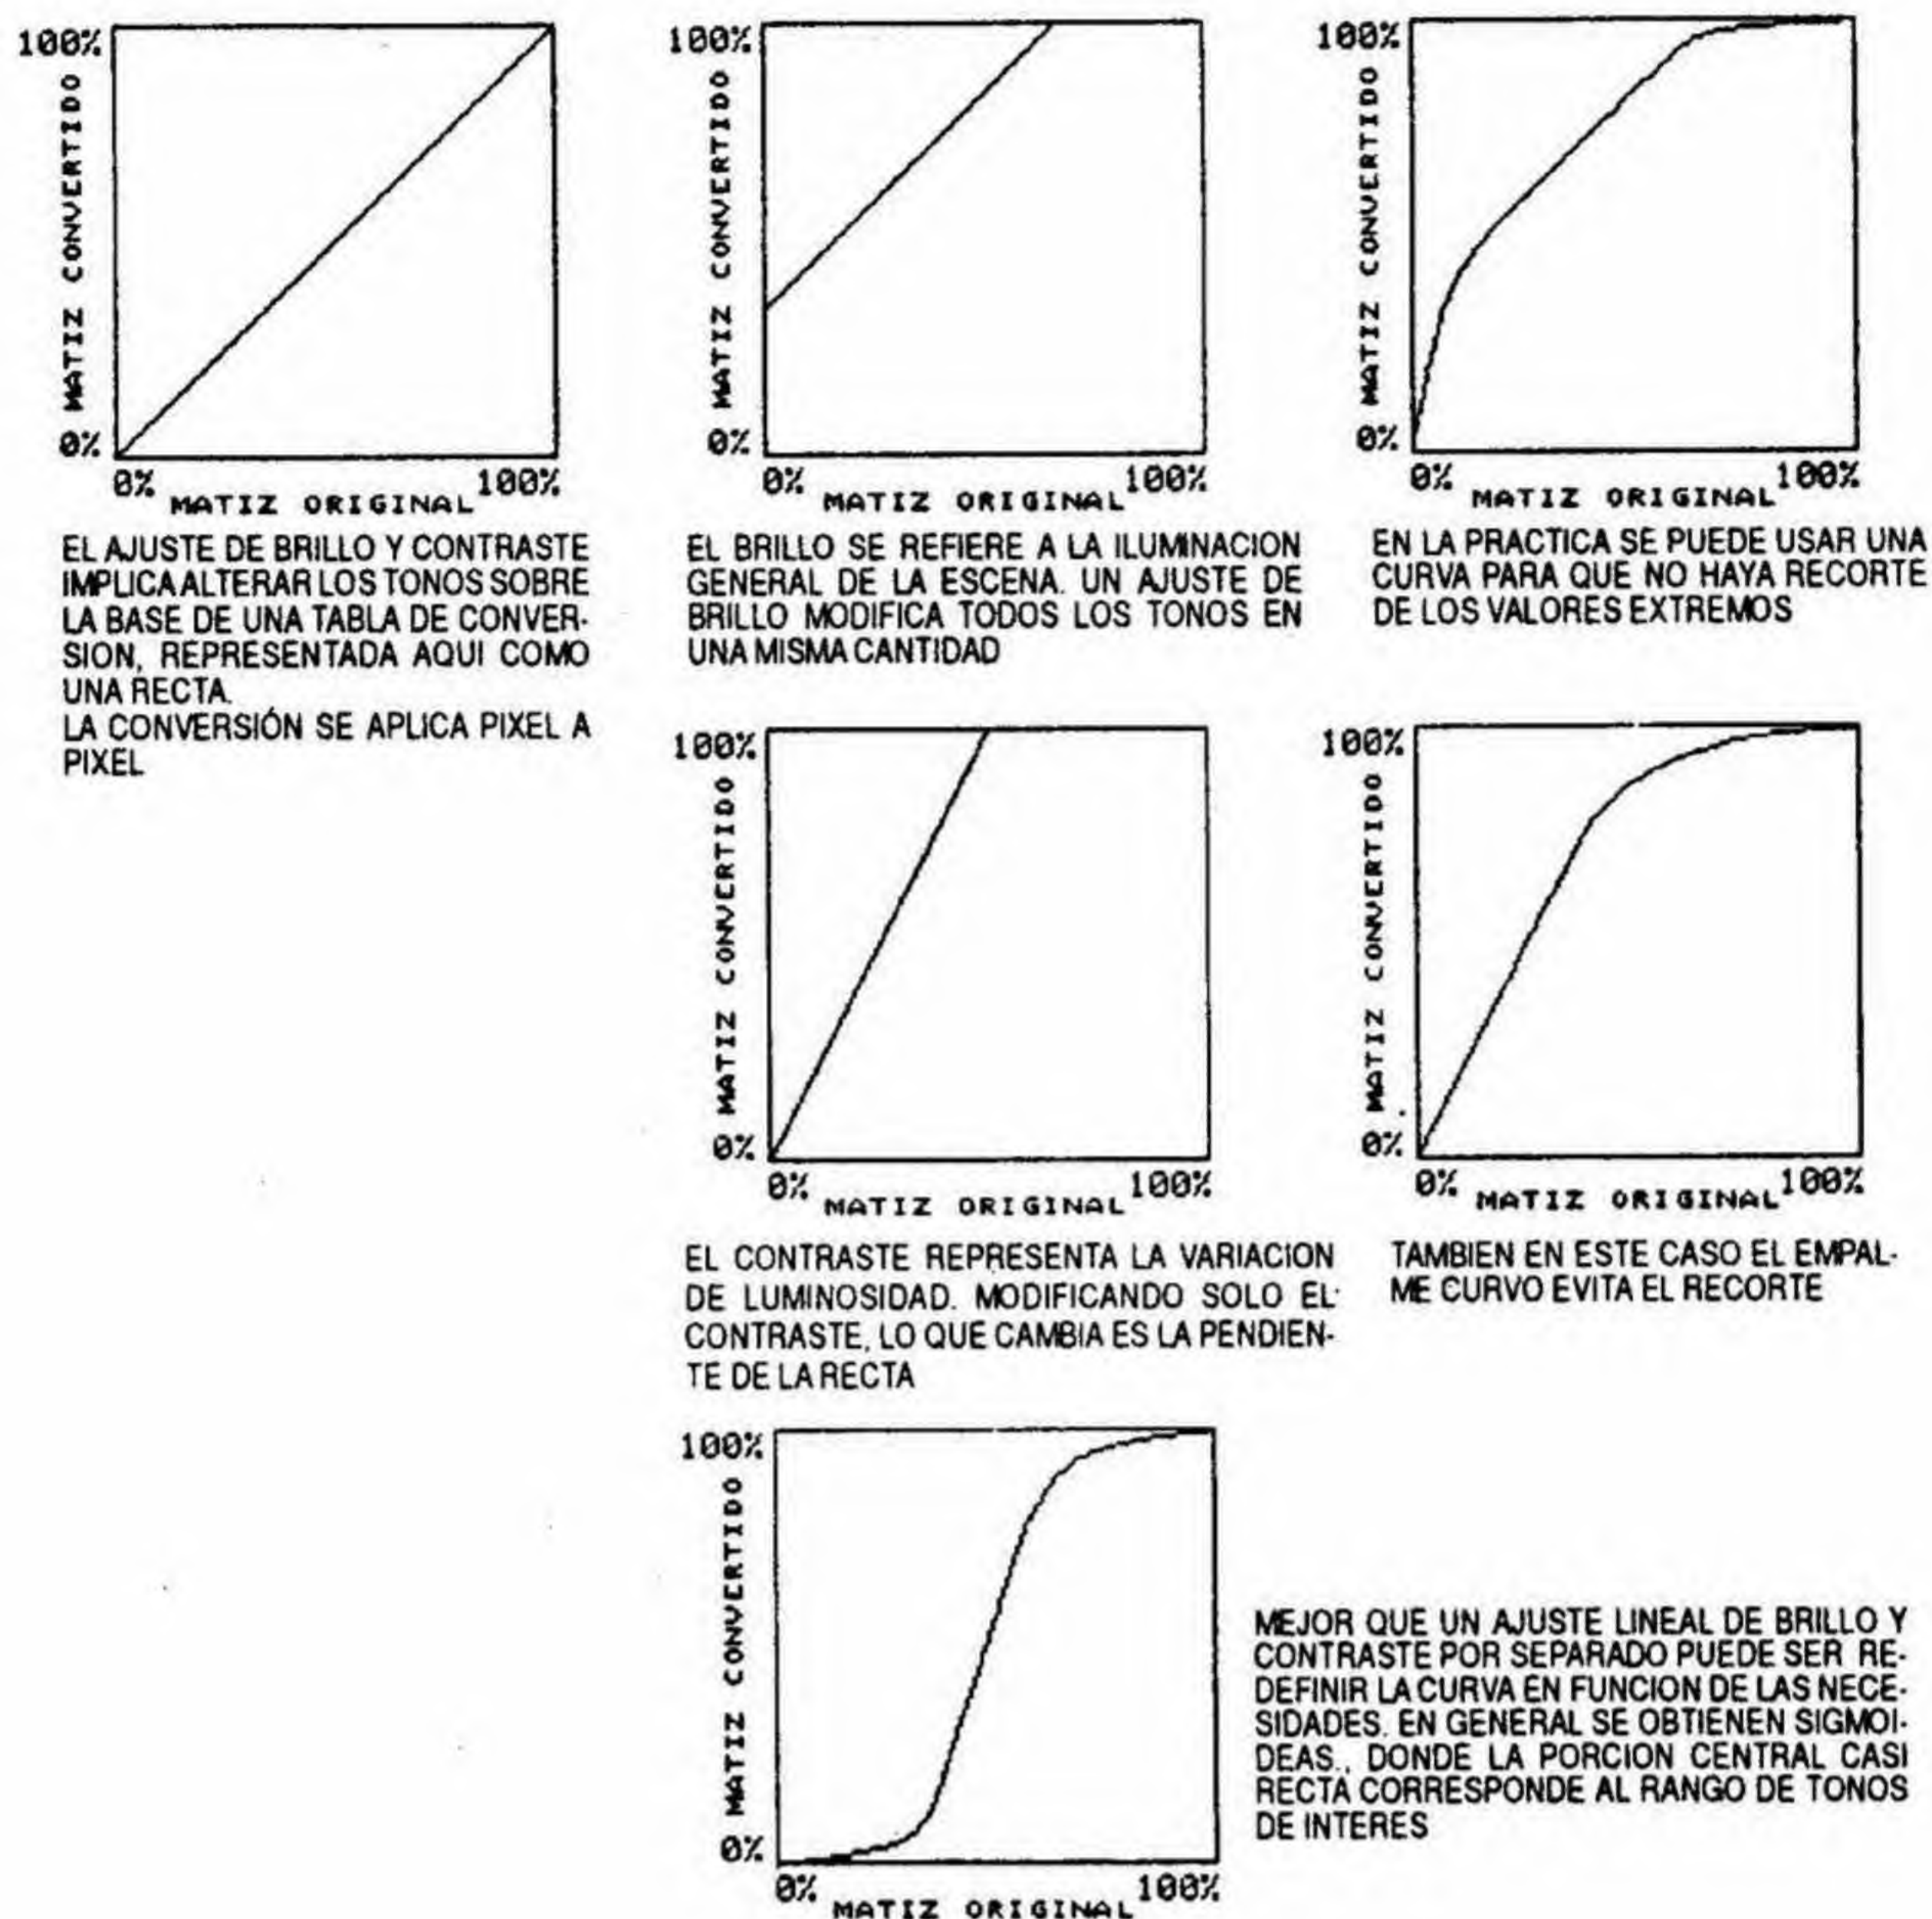 100%
MATIZ CONVERTIDO
0%
0%
MATIZ ORIGINAL
100%
EL AJUSTE DE BRILLO Y CONTRASTE
IMPLICA ALTERAR LOS TONOS SOBRE
LA BASE DE UNA TABLA DE CONVER-
SION, REPRESENTADA AQUI COMO
UNA RECTA.
LA CONVERSIÓN SE APLICA PIXEL A
PIXEL
100%
MATIZ CONVERTIDO
0%
0%
MATIZ ORIGINAL
100%
EL BRILLO SE REFIERE A LA ILUMINACION
GENERAL DE LA ESCENA. UN AJUSTE DE
BRILLO MODIFICA TODOS LOS TONOS EN
UNA MISMA CANTIDAD
100%
MATIZ CONVERTIDO
0%
0%
MATIZ ORIGINAL
100%
EN LA PRACTICA SE PUEDE USAR UNA
CURVA PARA QUE NO HAYA RECORTE
DE LOS VALORES EXTREMOS
100%
MATIZ CONVERTIDO
0%
0%
MATIZ ORIGINAL
100%
EL CONTRASTE REPRESENTA LA VARIACION
DE LUMINOSIDAD. MODIFICANDO SOLO EL
CONTRASTE, LO QUE CAMBIA ES LA PENDIEN-
TE DE LA RECTA
100%
MATIZ CONVERTIDO
0%
0%
MATIZ ORIGINAL
100%
TAMBIEN EN ESTE CASO EL EMPAL-
ME CURVO EVITA EL RECORTE
100%
MATIZ CONVERTIDO
0%
0%
MATIZ ORIGINAL
100%
MEJOR QUE UN AJUSTE LINEAL DE BRILLO Y
CONTRASTE POR SEPARADO PUEDE SER RE-
DEFINIR LA CURVA EN FUNCION DE LAS NECE-
SIDADES. EN GENERAL SE OBTIENEN SIGMOI-
DEAS., DONDE LA PORCION CENTRAL CASI
RECTA CORRESPONDE AL RANGO DE TONOS
DE INTERES